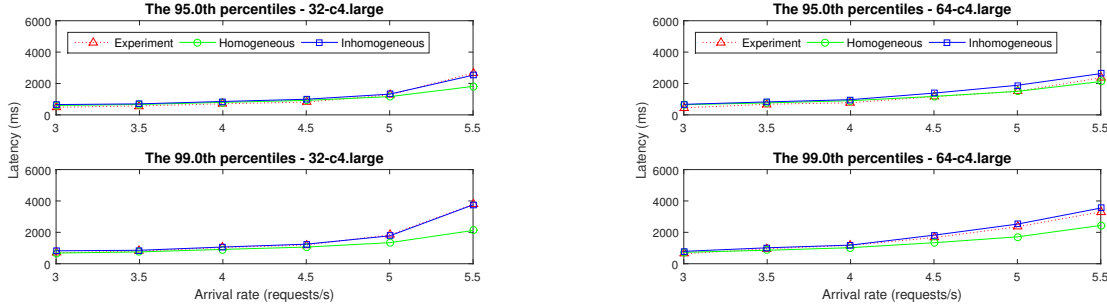 The 95.0th percentiles - 32-c4.large
6000
4000
2000
0
Experiment Homogeneous Inhomogeneous
3 3.5 4 4.5 5 5.5
The 99.0th percentiles - 32-c4.large
6000
4000
2000
0
3 3.5 4 4.5 5 5.5
Latency (ms)
Arrival rate (requests/s)
The 95.0th percentiles - 64-c4.large
6000
4000
2000
0
Experiment Homogeneous Inhomogeneous
3 3.5 4 4.5 5 5.5
The 99.0th percentiles - 64-c4.large
6000
4000
2000
0
3 3.5 4 4.5 5 5.5
Latency (ms)
Arrival rate (requests/s)